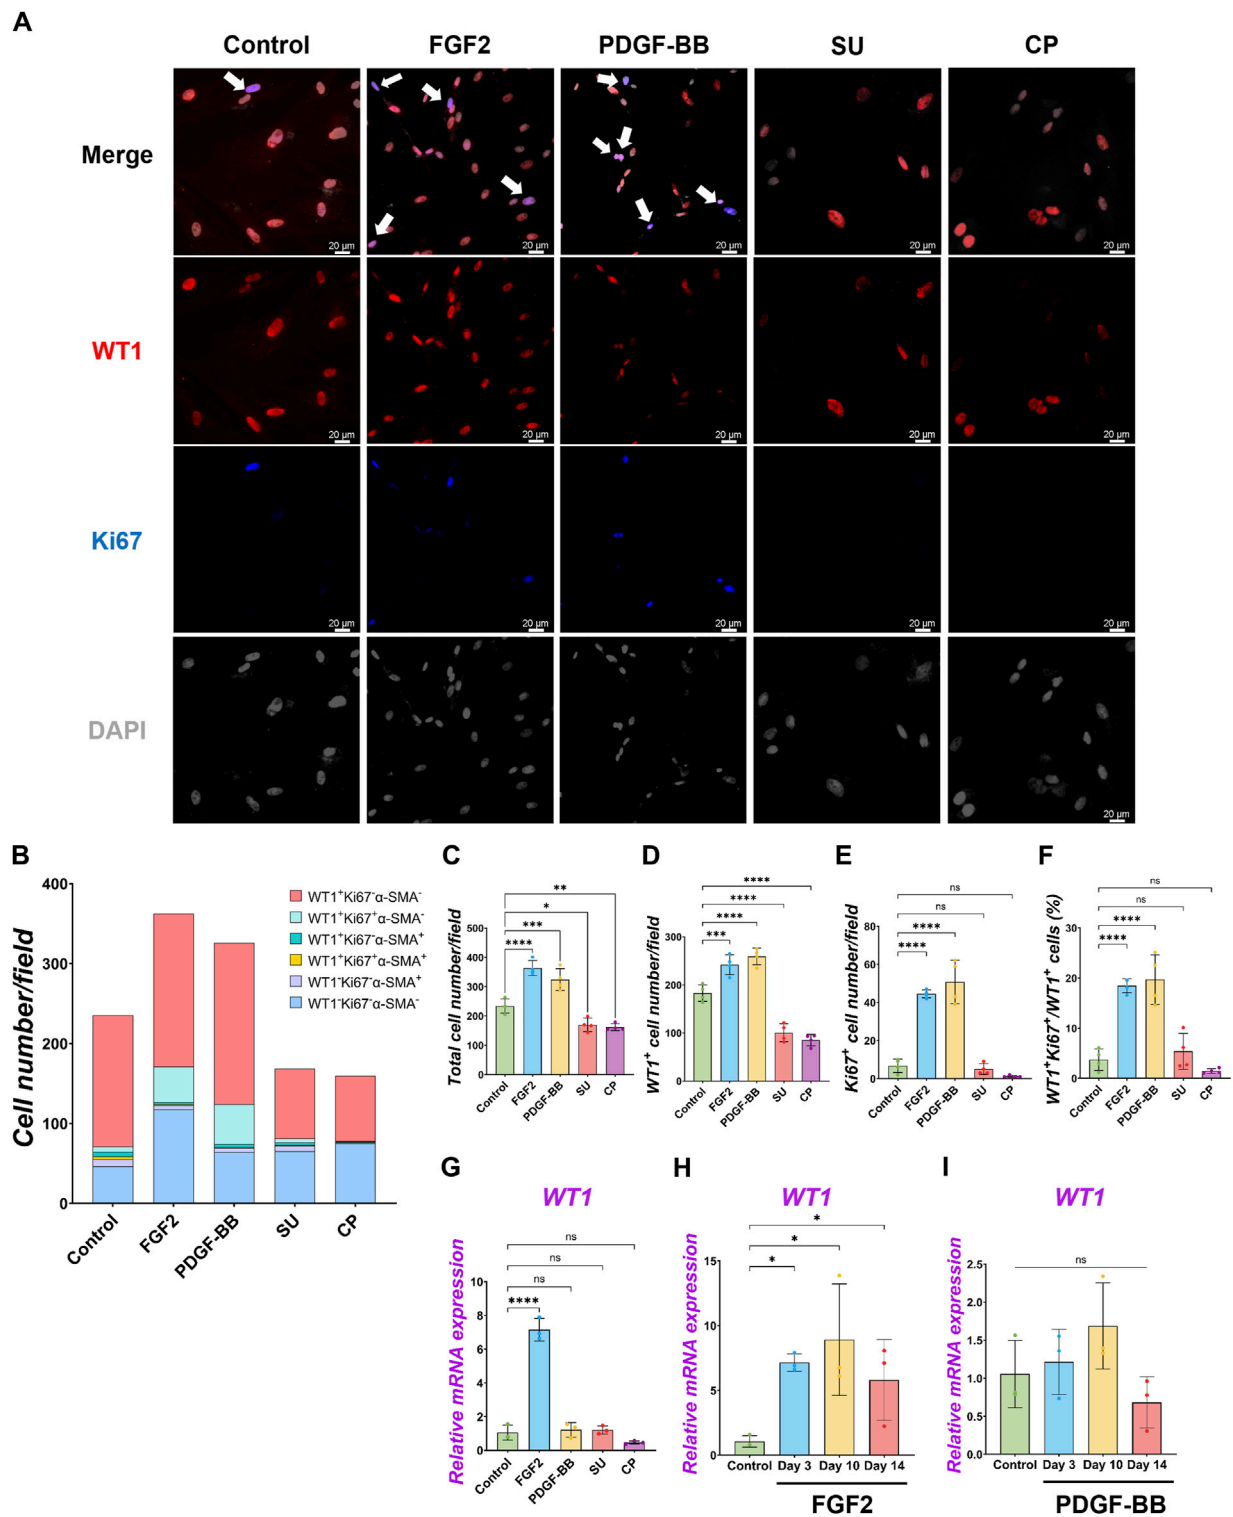 A
Control FGF2 PDGF-BB SU CP
Merge
20 µm 20 µm 20 µm 20 µm 20 µm
WT1
20 µm 20 µm 20 µm 20 µm 20 µm
Ki67
20 µm 20 µm 20 µm 20 µm 20 µm
DAPI
20 µm
B
Cell number/field
400
300
200
100
0
WT1⁺Ki67⁻α-SMA⁻
WT1⁺Ki67⁺α-SMA⁻
WT1⁺Ki67⁻α-SMA⁺
WT1⁺Ki67⁺α-SMA⁺
WT1⁻Ki67⁻α-SMA⁺
WT1⁻Ki67⁻α-SMA⁻
Control FGF2 PDGF-BB SU CP
C
Total cell number/field
500
400
300
200
100
0
**
*
***
****
Control FGF2 PDGF-BB SU CP
D
WT1⁺ cell number/field
300
200
100
0
****
****
****
***
Control FGF2 PDGF-BB SU CP
E
Ki67⁺ cell number/field
80
60
40
20
0
ns
ns
****
****
Control FGF2 PDGF-BB SU CP
F
WT1⁺Ki67⁺/WT1⁺ cells (%)
30
20
10
0
ns
ns
****
****
Control FGF2 PDGF-BB SU CP
G
WT1
Relative mRNA expression
10
8
6
4
2
0
ns
ns
ns
****
Control FGF2 PDGF-BB SU CP
H
WT1
Relative mRNA expression
15
10
5
0
*
*
*
Control Day 3 Day 10 Day 14
FGF2
I
WT1
Relative mRNA expression
2.5
2.0
1.5
1.0
0.5
0.0
ns
Control Day 3 Day 10 Day 14
PDGF-BB